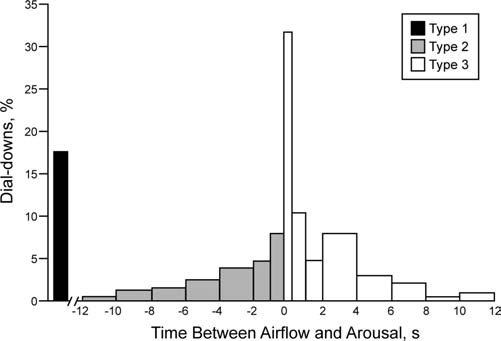 35
30
25
20
15
10
5
0
Dial-downs, %
Type 1
Type 2
Type 3
-12 -10 -8 -6 -4 -2 0 2 4 6 8 10 12
Time Between Airflow and Arousal, s